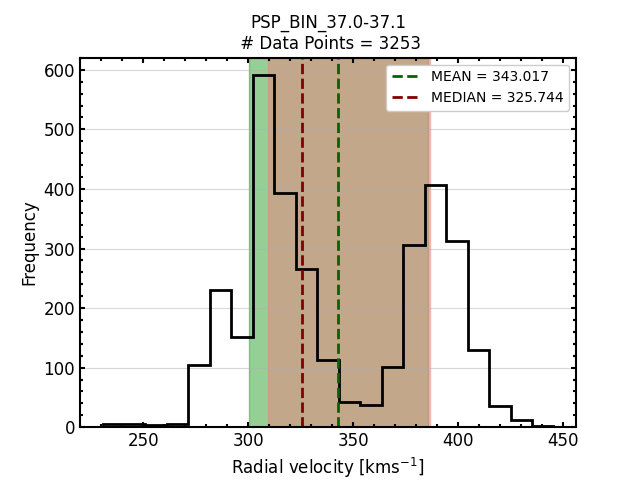 PSP_BIN_37.0-37.1
# Data Points = 3253
MEAN = 343.017
MEDIAN = 325.744
Frequency
600
500
400
300
200
100
0
250
300
350
400
450
Radial velocity [kms⁻¹]